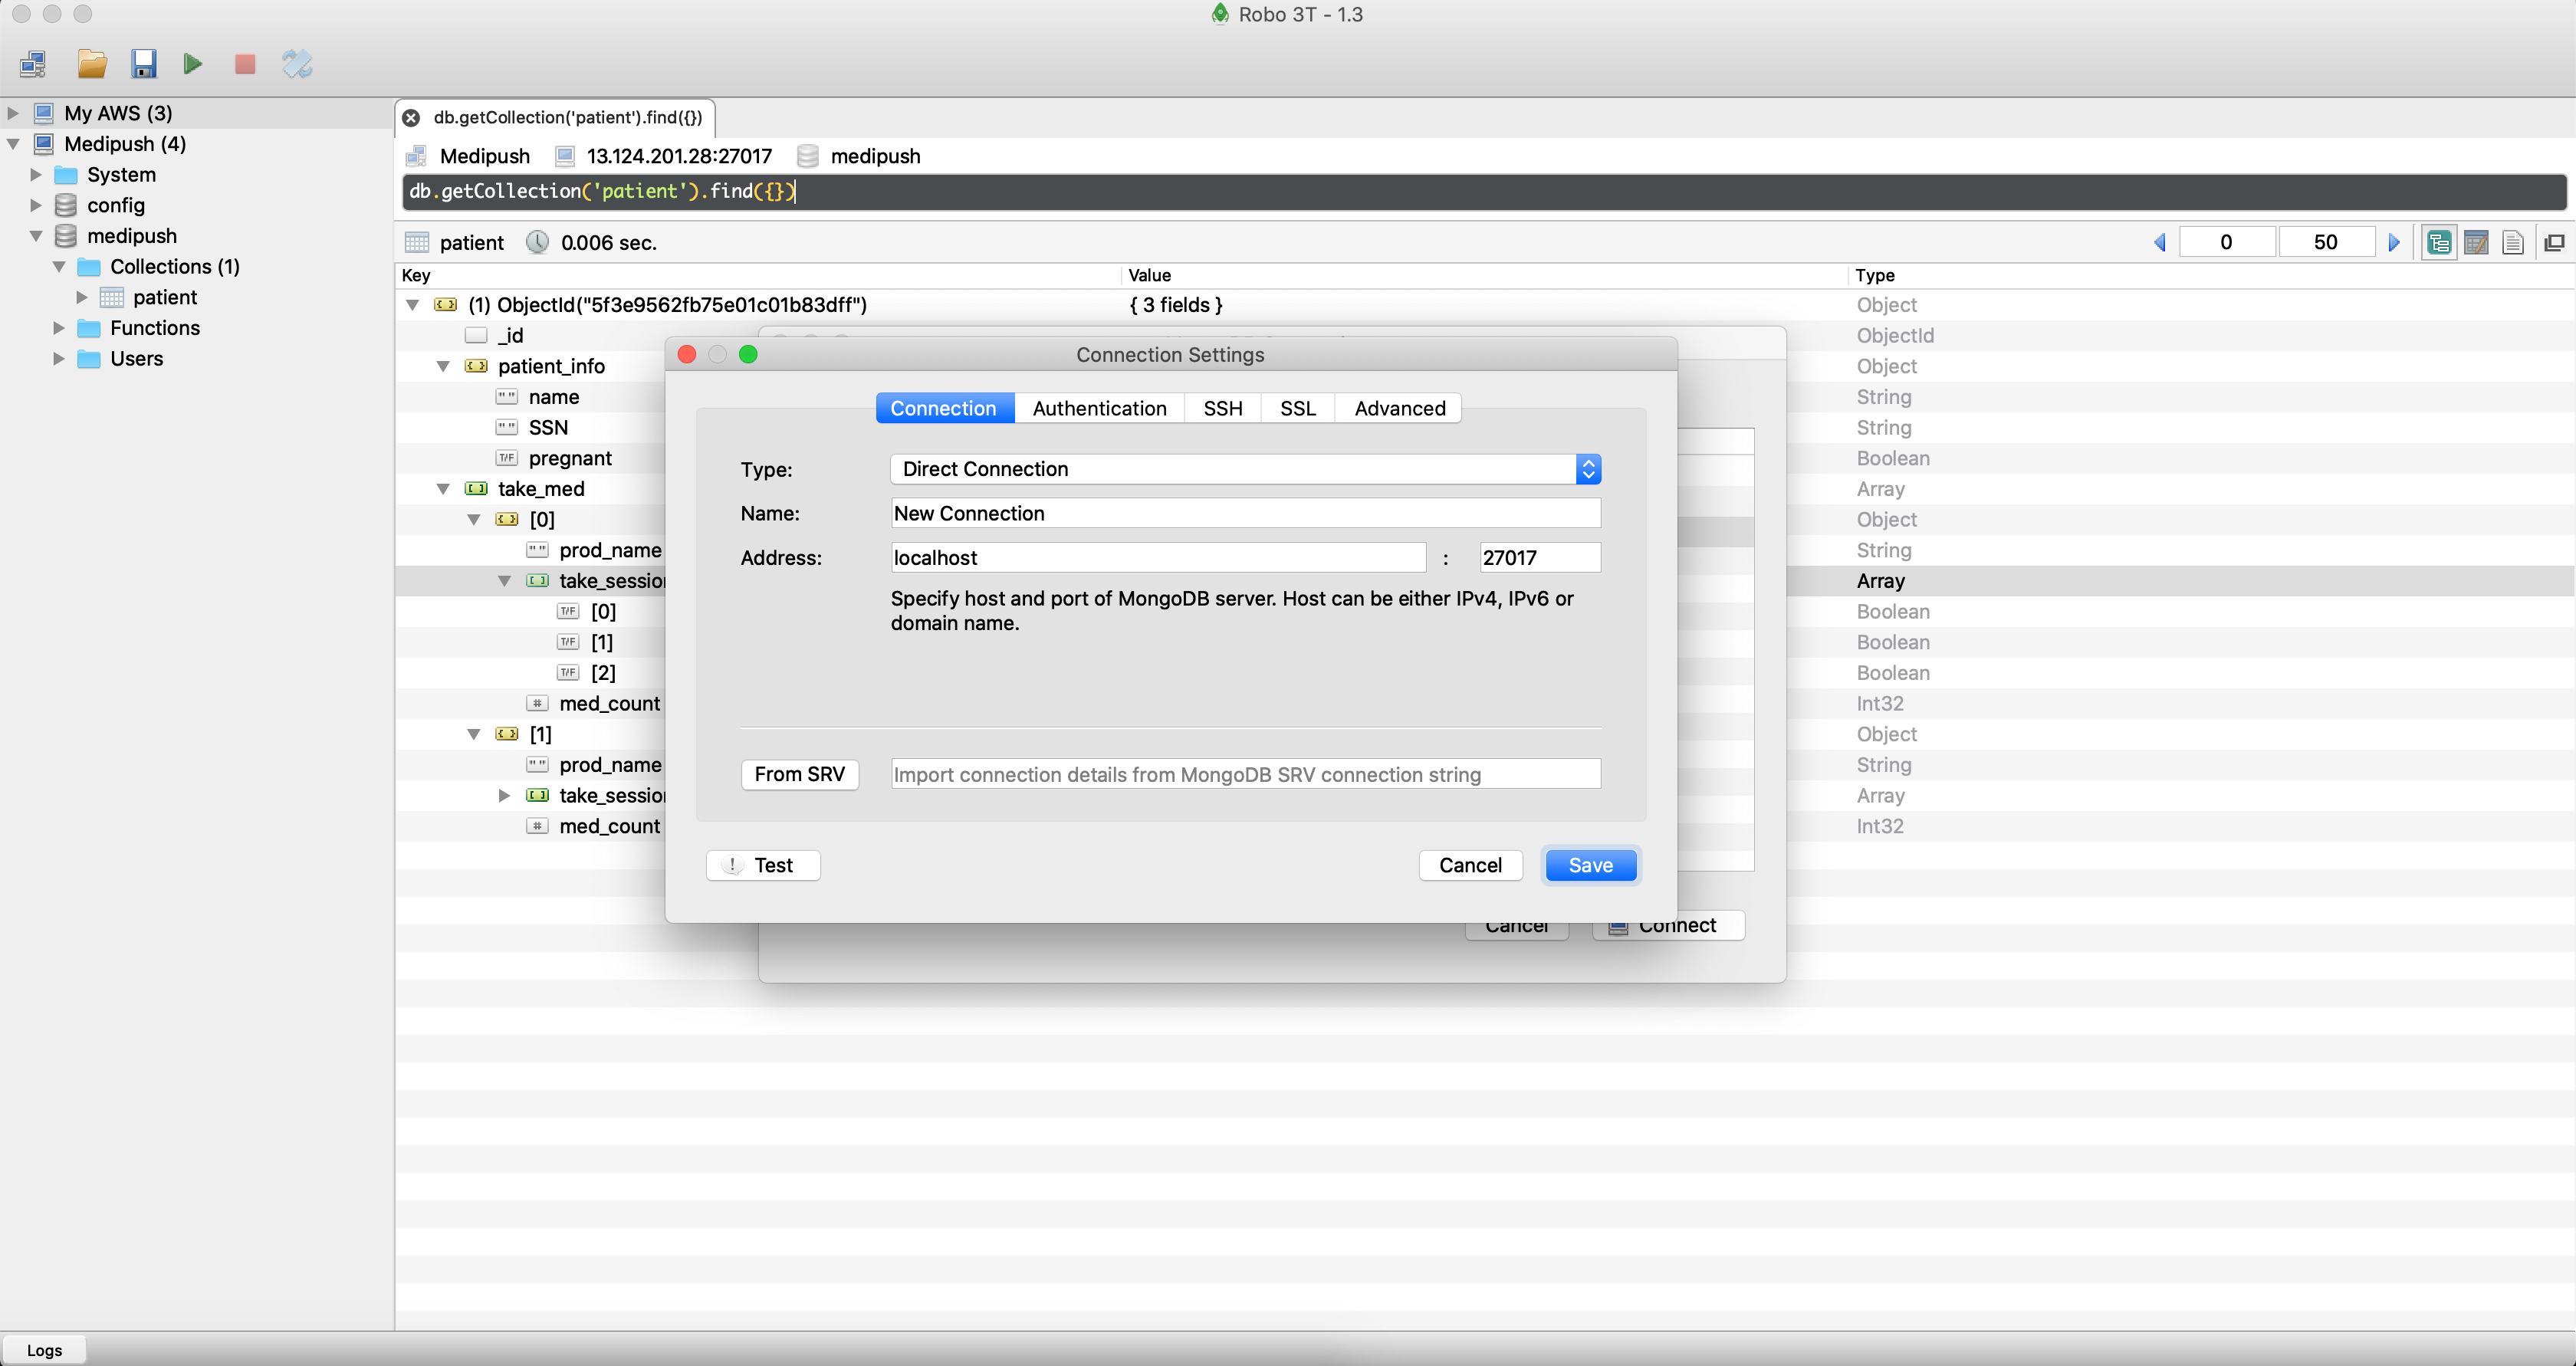 Robo 3T - 1.3
My AWS (3)
Medipush (4)
System
config
medipush
Collections (1)
patient
Functions
Users
db.getCollection('patient').find({})
Medipush 13.124.201.28:27017 medipush
db.getCollection('patient').find({})
patient 0.006 sec. 0 50
Key Value Type
(1) ObjectId("5f3e9562fb75e01c01b83dff") { 3 fields } Object
_id ObjectId
patient_info Object
name String
SSN String
pregnant Boolean
take_med Array
[0] Object
prod_name String
Array
[0] Boolean
[1] Boolean
[2] Boolean
med_count Int32
[1] Object
prod_name String
Array
med_count Int32
Connection Settings
Connection Authentication SSH SSL Advanced
Type: Direct Connection
Name: New Connection
Address: localhost : 27017
Specify host and port of MongoDB server. Host can be either IPv4, IPv6 or
domain name.
From SRV Import connection details from MongoDB SRV connection string
! Test Cancel Save
Cancel Connect
Logs